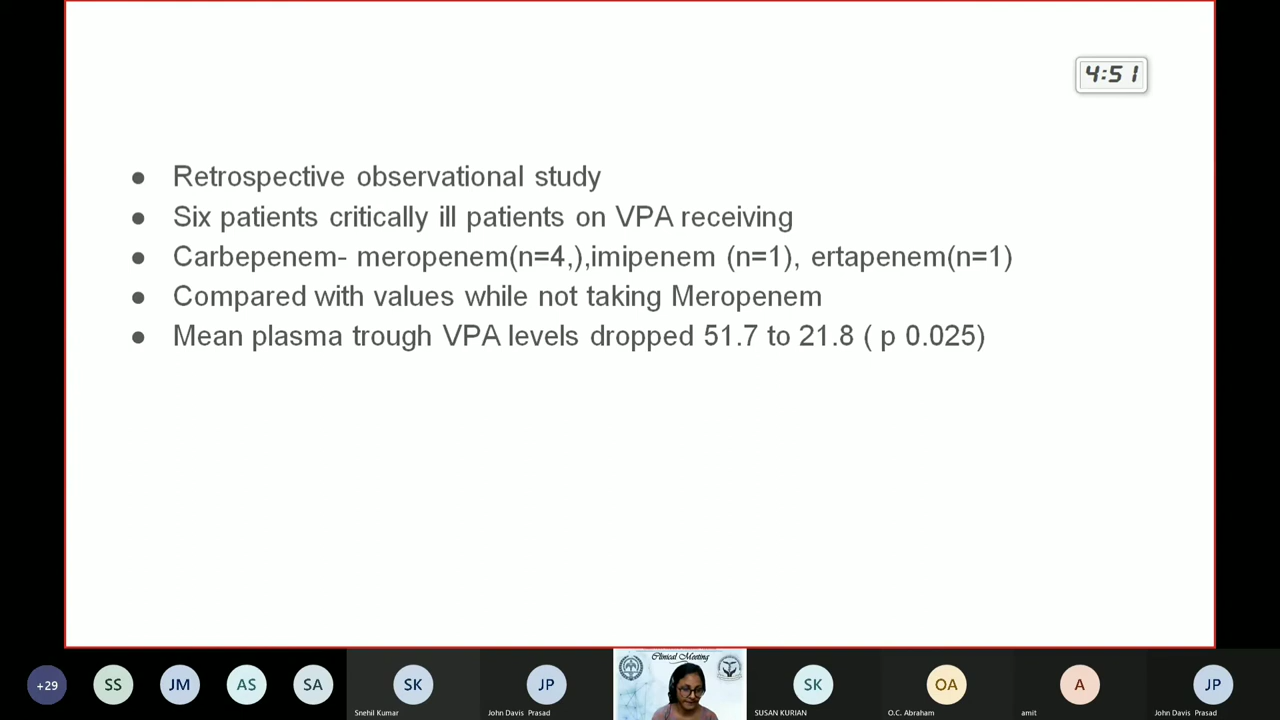 4:51
● Retrospective observational study
● Six patients critically ill patients on VPA receiving
● Carbepenem- meropenem(n=4,),imipenem (n=1), ertapenem(n=1)
● Compared with values while not taking Meropenem
● Mean plasma trough VPA levels dropped 51.7 to 21.8 ( p 0.025)
Clinical Meeting
+29 SS JM AS SA SK JP SK OA A JP
Snehil Kumar John Davis Prasad SUSAN KURIAN O.C. Abraham amit John Davis Prasad